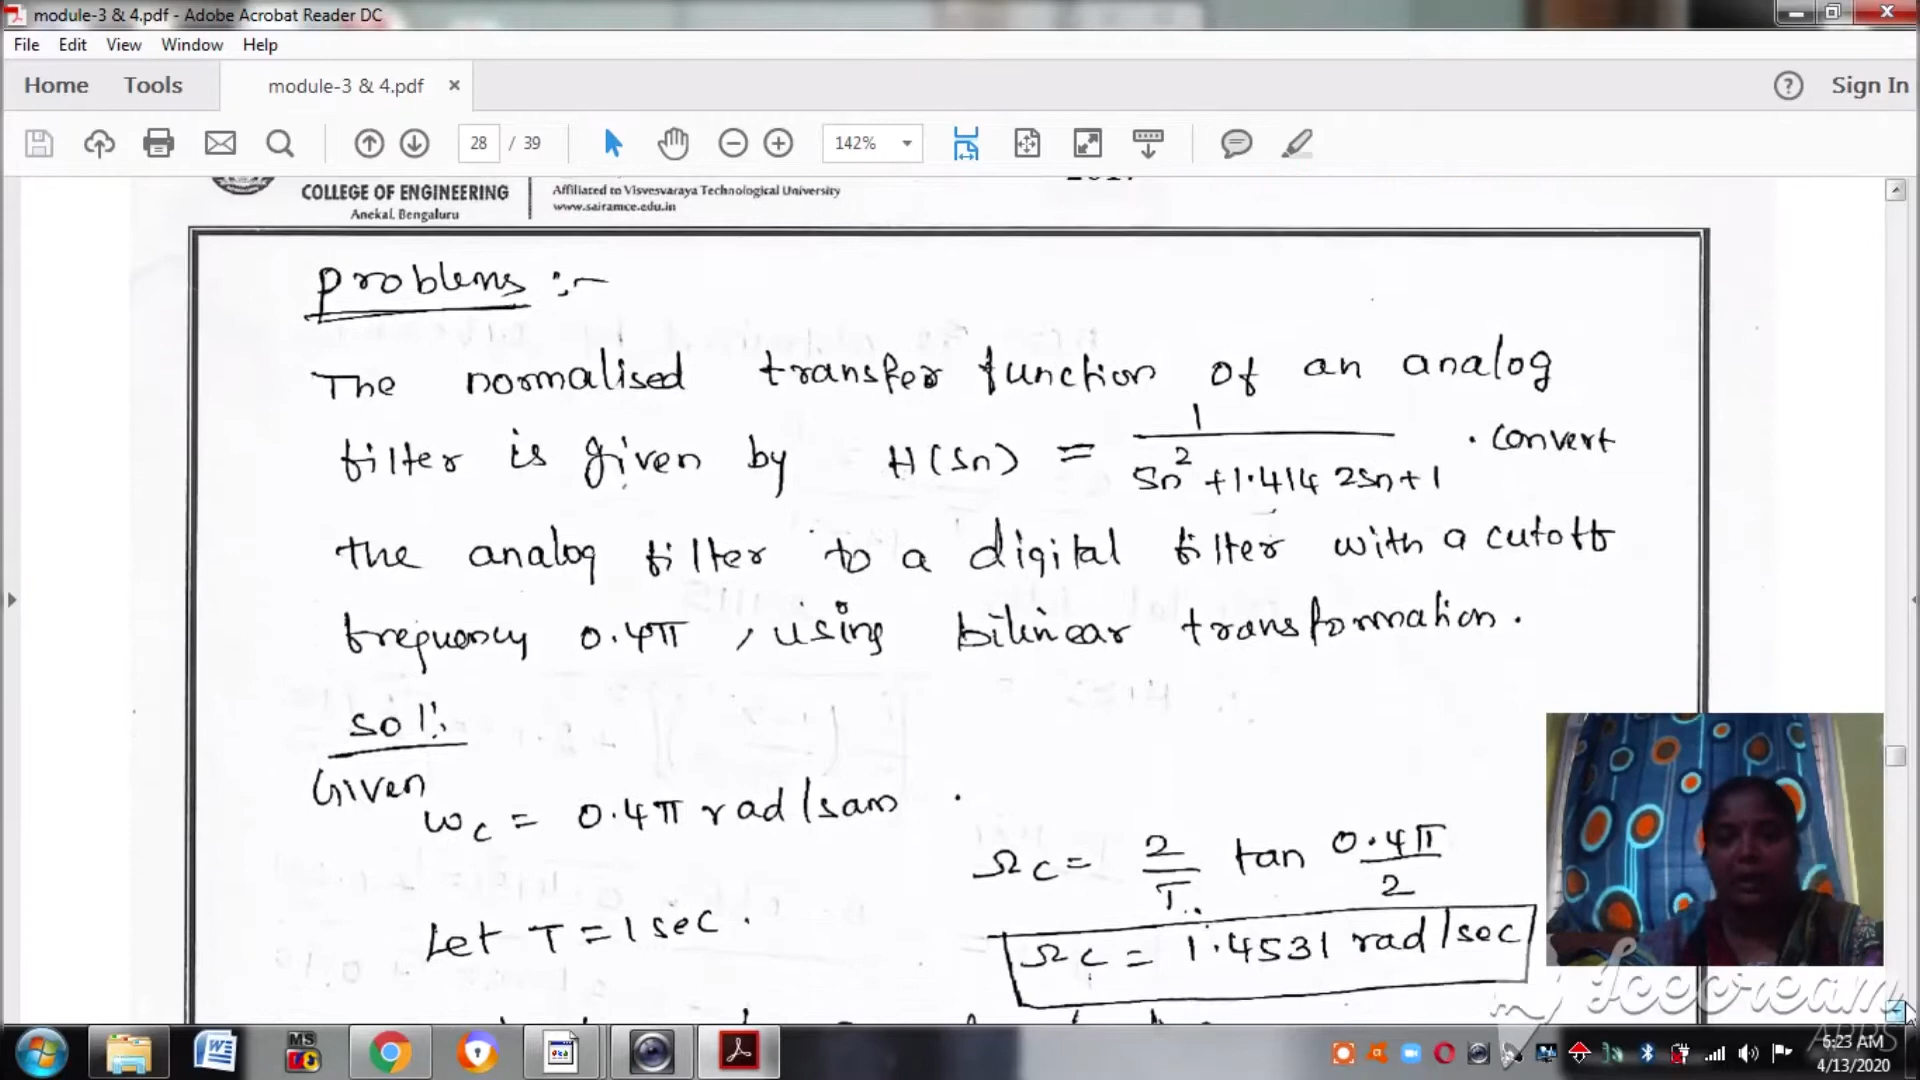 module-3 & 4.pdf - Adobe Acrobat Reader DC
File Edit View Window Help
Home Tools module-3 & 4.pdf × Sign In
28 / 39 142%
COLLEGE OF ENGINEERING
Anekal, Bengaluru
Affiliated to Visvesvaraya Technological University
www.sairamce.edu.in
Problems :-
The normalised transfer function of an analog
filter is given by H(Sn) = 1 / Sn² + 1.4142Sn + 1 . convert
the analog filter to a digital filter with a cutoff
frequency 0.4π, using bilinear transformation.
Sol:
Given
ωc = 0.4π rad/sam
Ωc = 2/T tan 0.4π/2
Let T = 1 sec.
Ωc = 1.4531 rad/sec
Icecream
APPS
MS
6:23 AM
4/13/2020